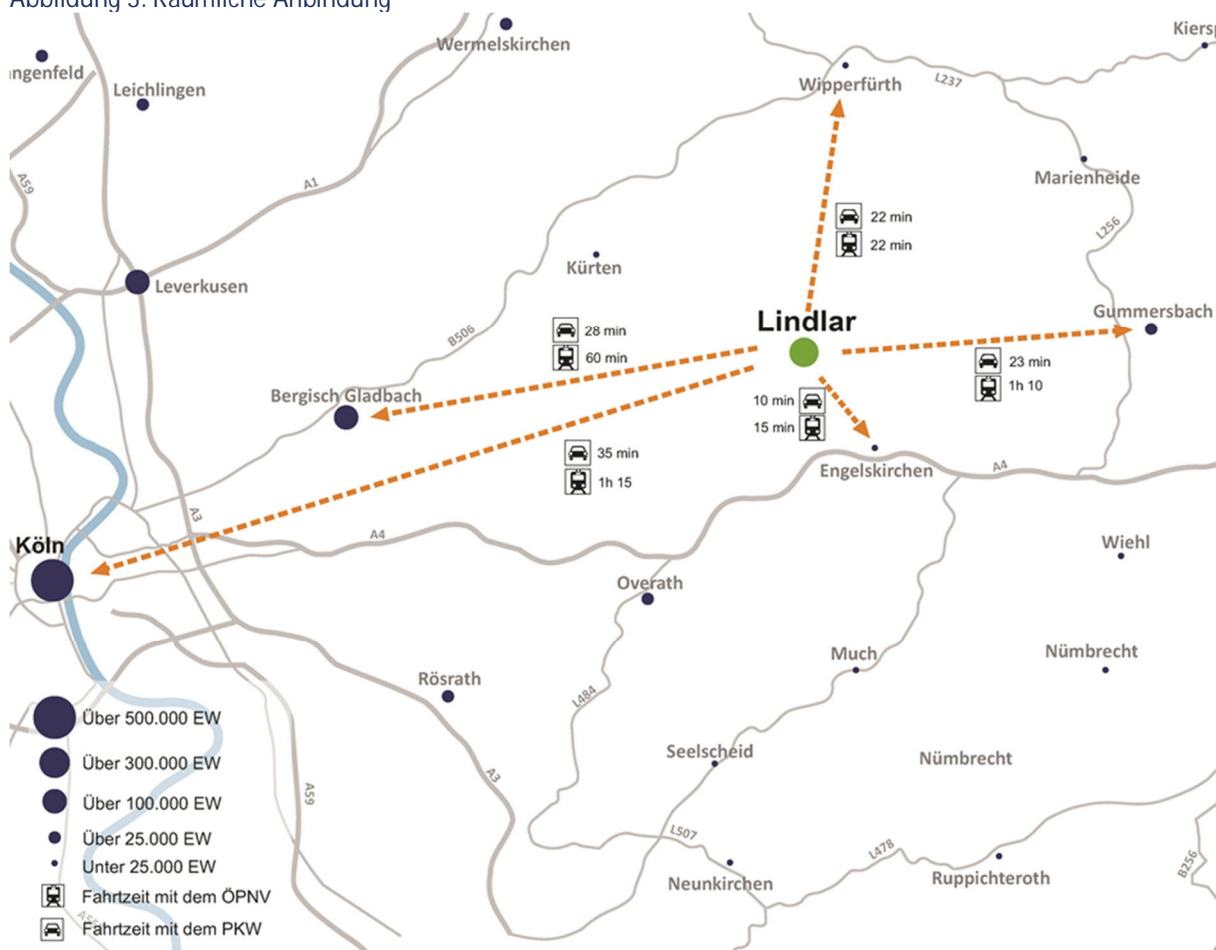 Abbildung 3: Räumliche Anbindung
Wermelskirchen
Kiersp
ngenfeld
Leichlingen
Wipperfürth
L237
A59
A1
Marienheide
22 min
22 min
L256
Kürten
Leverkusen
Gummersbach
Lindlar
B506
28 min
60 min
23 min
1h 10
Bergisch Gladbach
10 min
15 min
35 min
1h 15
Engelskirchen
A4
A3
A4
Köln
Wiehl
Overath
Much
Nümbrecht
Rösrath
L484
Über 500.000 EW
Seelscheid
Nümbrecht
Über 300.000 EW
A3
A59
Über 100.000 EW
Über 25.000 EW
L507
L478
Unter 25.000 EW
Neunkirchen
Ruppichteroth
B256
Fahrtzeit mit dem ÖPNV
Fahrtzeit mit dem PKW